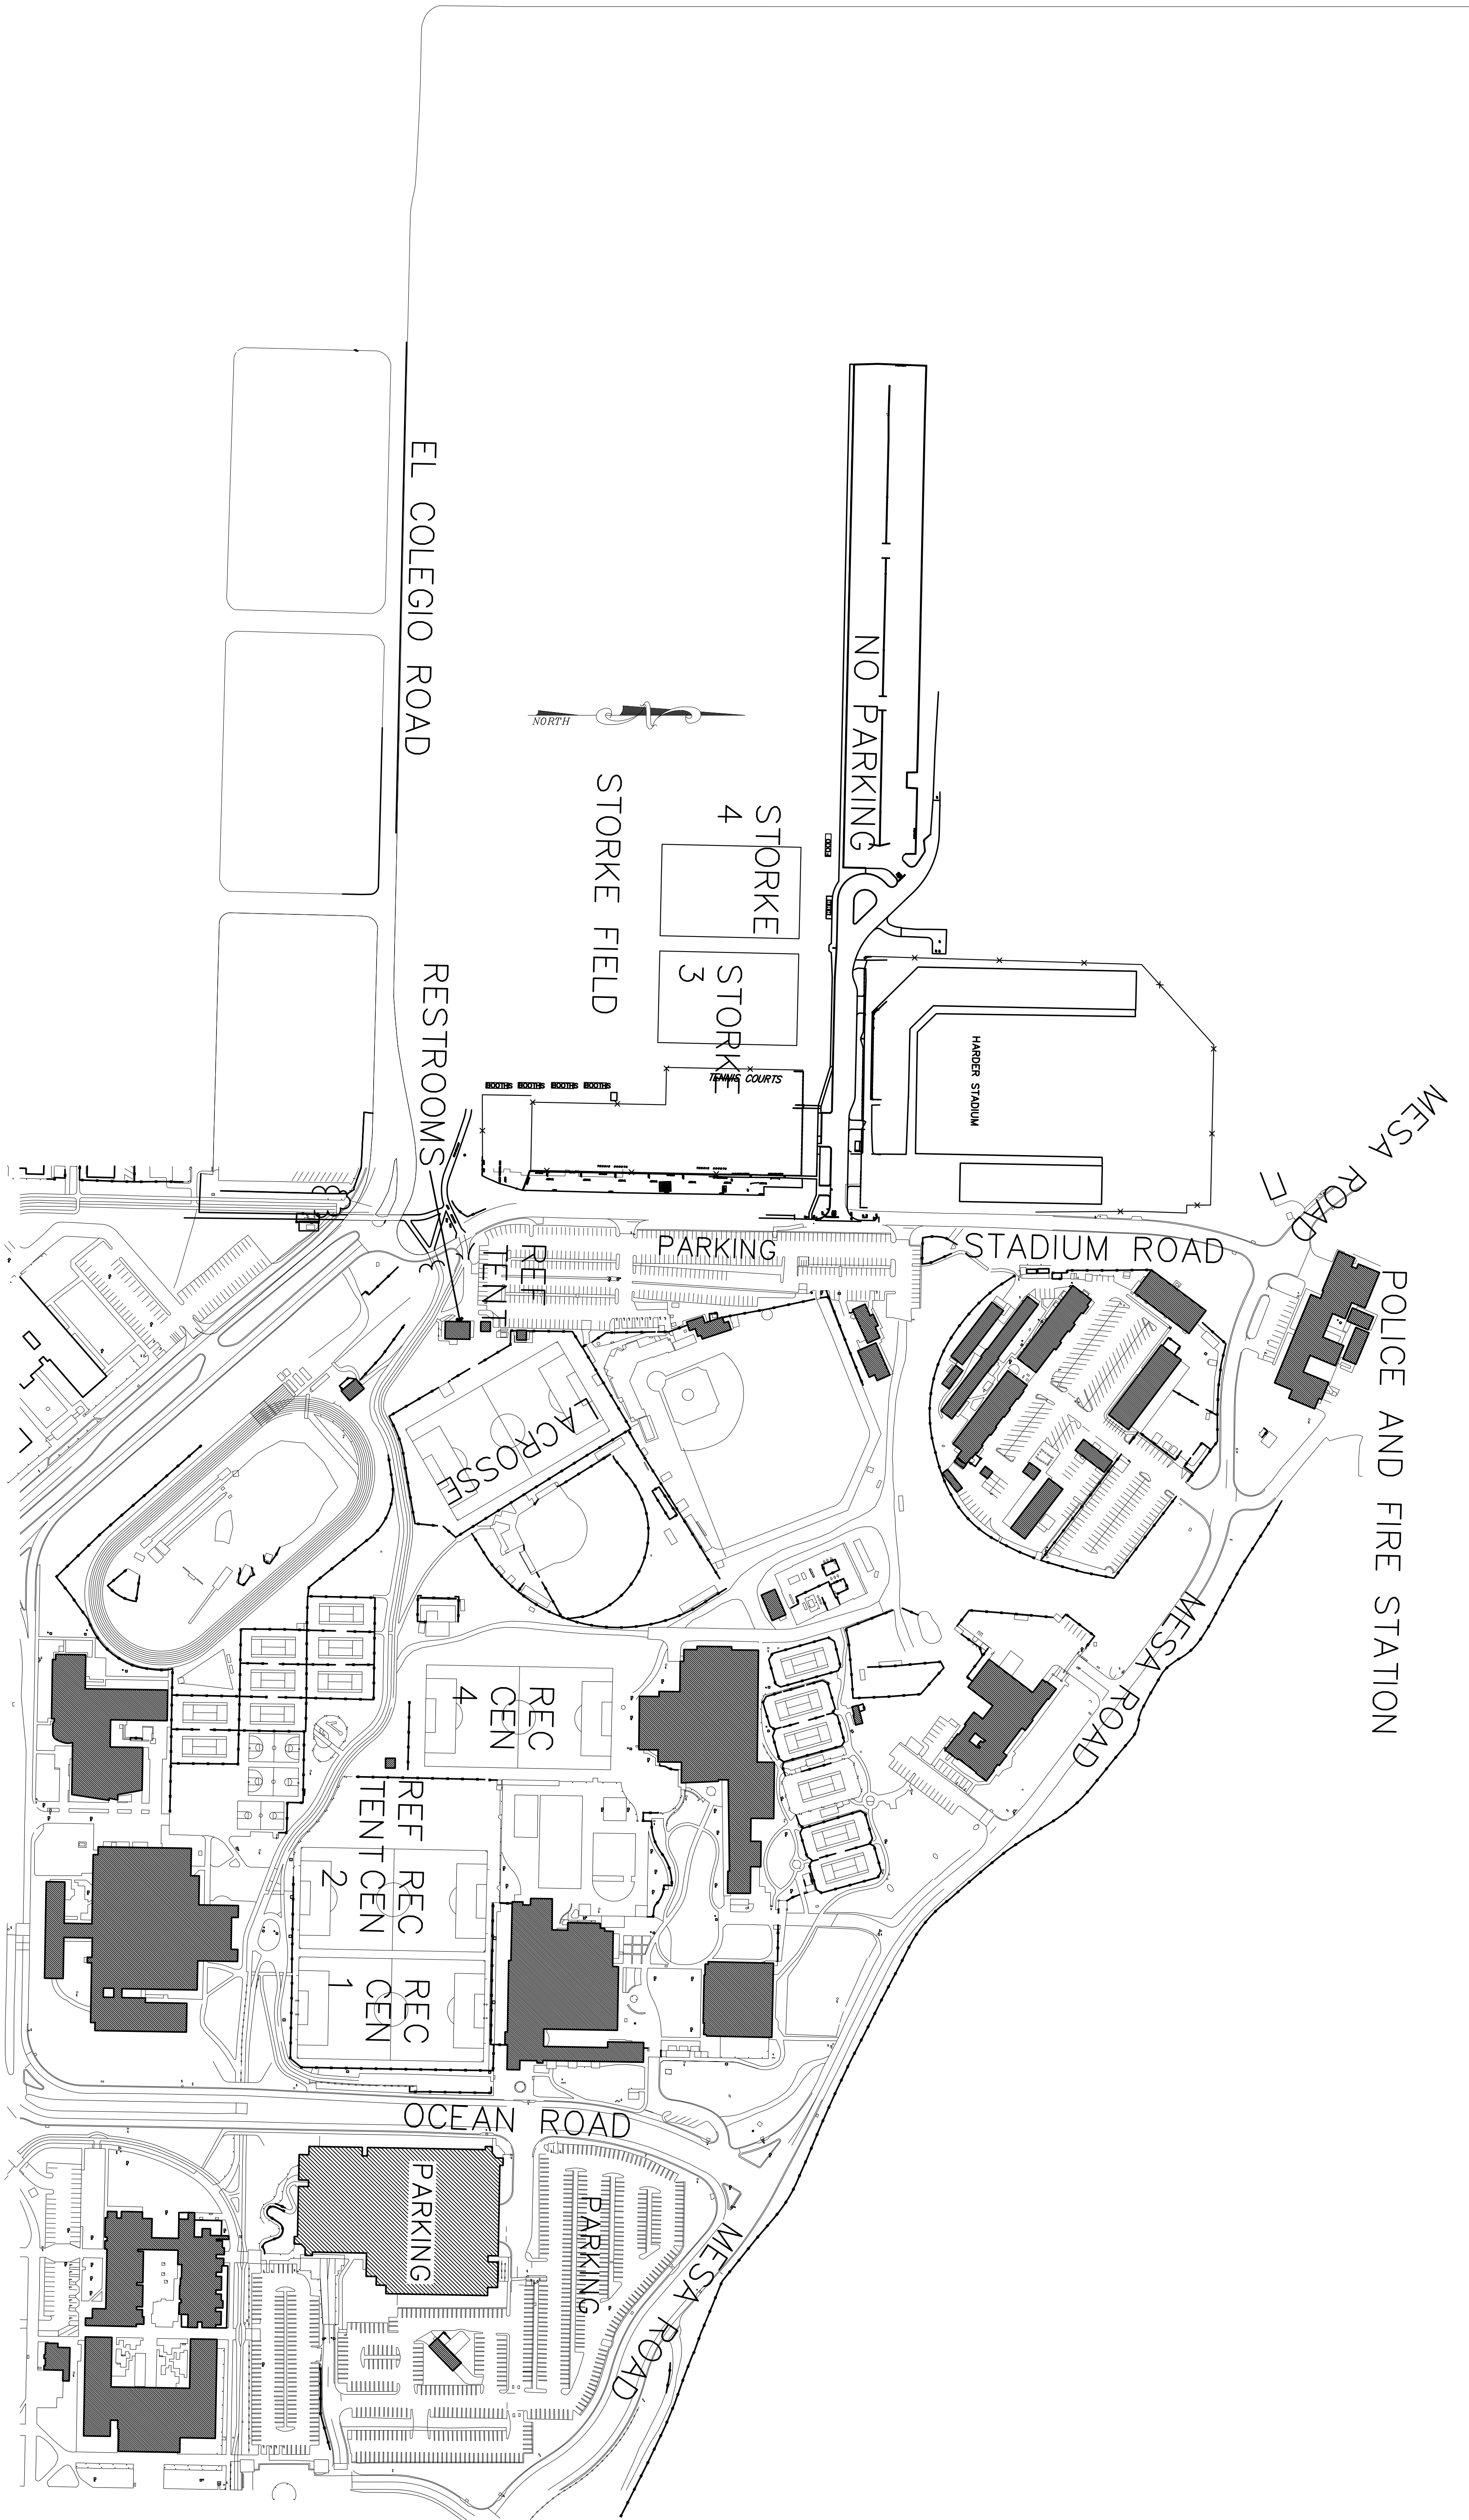 EL COLEGIO ROAD
NO PARKING
NORTH
STORKE FIELD
STORKE
4
STORKE
3
FOOD
RESTROOMS
BOOTHS
BOOTHS
BOOTHS
BOOTHS
TENNIS COURTS
HARDER STADIUM
MESA
ROAD
REF
TENT
PARKING
STADIUM ROAD
POLICE AND FIRE STATION
LACROSSE
MESA ROAD
REC
CEN
4
REF
TENT
REC
CEN
2
REC
CEN
1
OCEAN ROAD
PARKING
PARKING
MESA ROAD